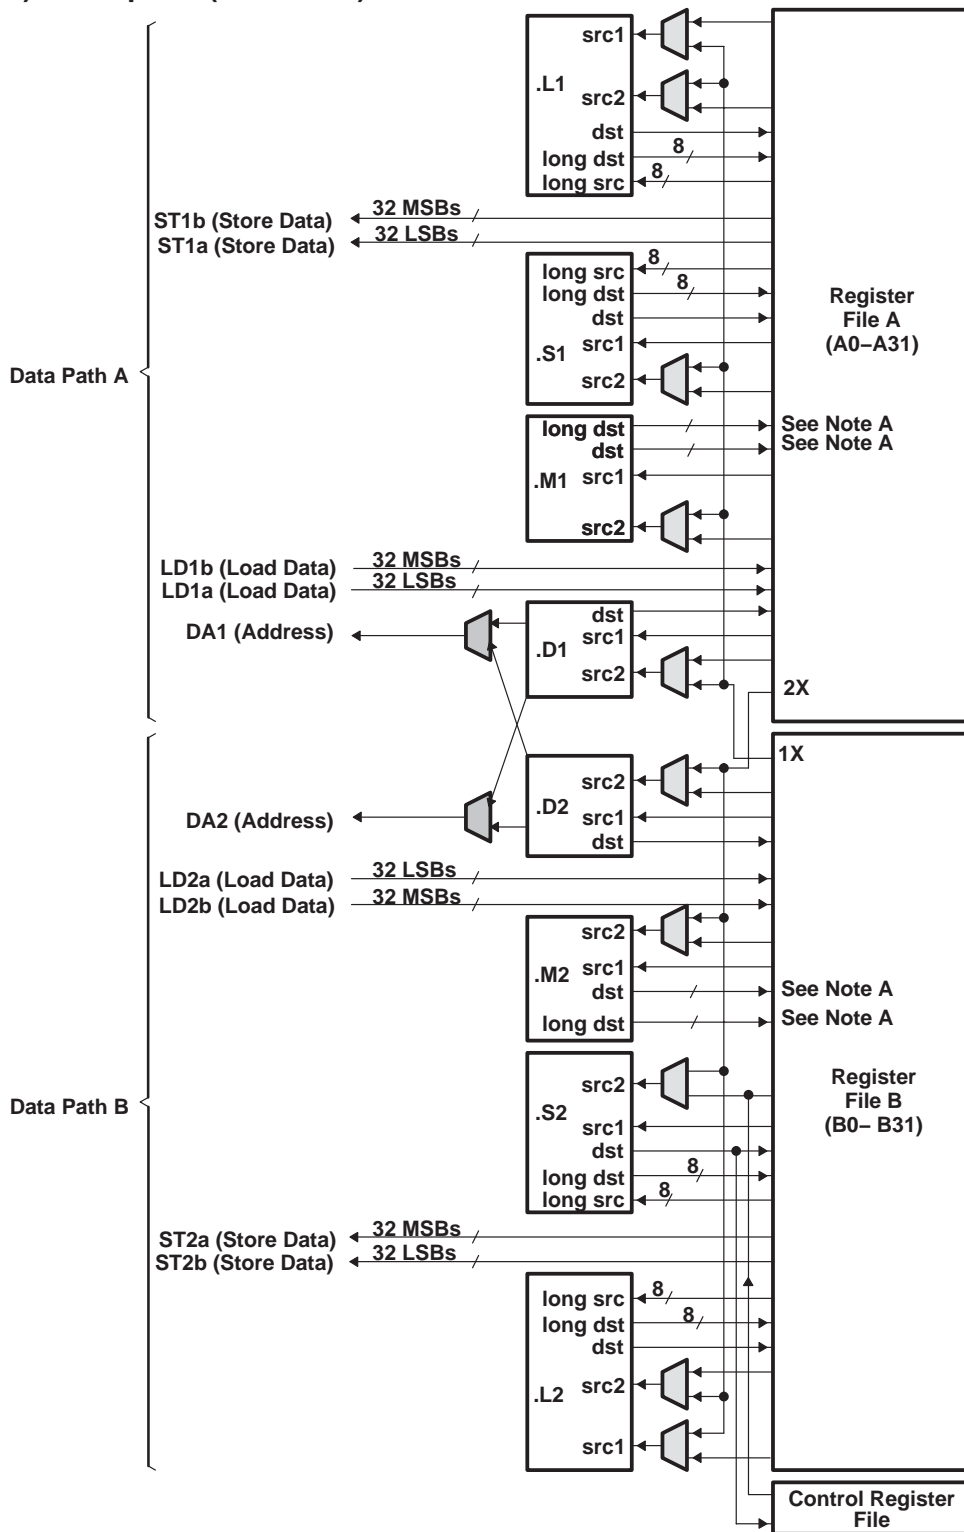 src1
.L1
src2
dst
long dst
8
long src
8
ST1b (Store Data)
32 MSBs
ST1a (Store Data)
32 LSBs
long src
8
long dst
8
dst
.S1
src1
src2
Register
File A
(A0–A31)
Data Path A
long dst
See Note A
dst
See Note A
.M1
src1
src2
LD1b (Load Data)
32 MSBs
LD1a (Load Data)
32 LSBs
DA1 (Address)
dst
src1
.D1
src2
2X
1X
src2
.D2
src1
dst
DA2 (Address)
LD2a (Load Data)
32 LSBs
LD2b (Load Data)
32 MSBs
src2
.M2
src1
dst
See Note A
long dst
See Note A
Data Path B
src2
.S2
src1
dst
long dst
8
long src
8
Register
File B
(B0– B31)
ST2a (Store Data)
32 MSBs
ST2b (Store Data)
32 LSBs
long src
8
long dst
8
dst
.L2
src2
src1
Control Register
File